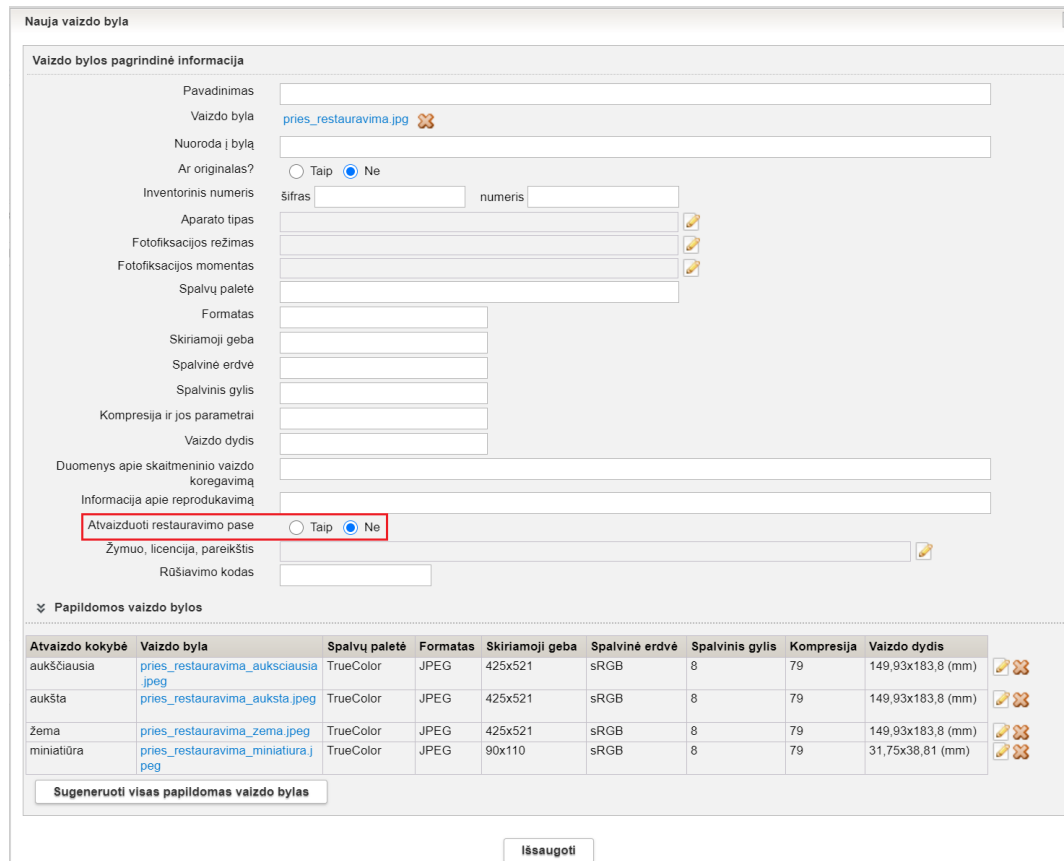 Nauja vaizdo byla
Vaizdo bylos pagrindinė informacija
Pavadinimas
Vaizdo byla pries_restauravima.jpg
Nuoroda į bylą
Ar originalas? Taip Ne
Inventorinis numeris šifras numeris
Aparato tipas
Fotofiksacijos režimas
Fotofiksacijos momentas
Spalvų paletė
Formatas
Skiriamoji geba
Spalvinė erdvė
Spalvinis gylis
Kompresija ir jos parametrai
Vaizdo dydis
Duomenys apie skaitmeninio vaizdo
koregavimą
Informacija apie reprodukavimą
Atvaizduoti restauravimo pase Taip Ne
Žymuo, licencija, pareikštis
Rūšiavimo kodas
Papildomos vaizdo bylos
Atvaizdo kokybė Vaizdo byla Spalvų paletė Formatas Skiriamoji geba Spalvinė erdvė Spalvinis gylis Kompresija Vaizdo dydis
aukščiausia pries_restauravima_auksciausia TrueColor JPEG 425x521 sRGB 8 79 149,93x183,8 (mm)
.jpeg
aukšta pries_restauravima_auksta.jpeg TrueColor JPEG 425x521 sRGB 8 79 149,93x183,8 (mm)
žema pries_restauravima_zema.jpeg TrueColor JPEG 425x521 sRGB 8 79 149,93x183,8 (mm)
miniatiūra pries_restauravima_miniatiura.j TrueColor JPEG 90x110 sRGB 8 79 31,75x38,81 (mm)
peg
Sugeneruoti visas papildomas vaizdo bylas
Išsaugoti